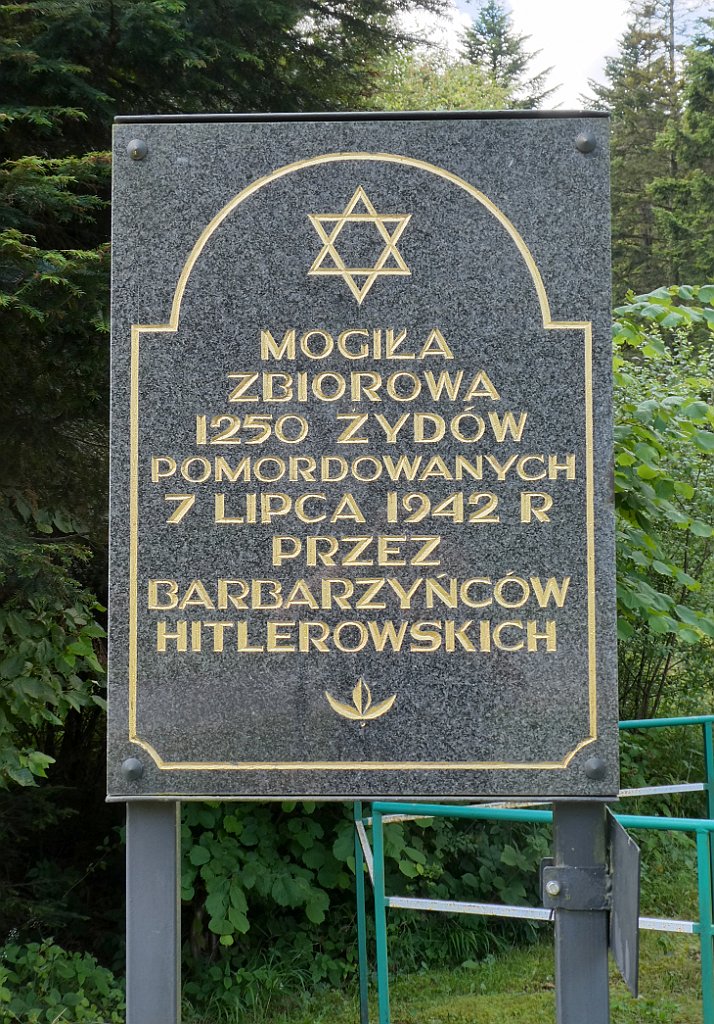 MOGIŁA
ZBIOROWA
1250 ŻYDÓW
POMORDOWANYCH
7 LIPCA 1942 R
PRZEZ
BARBARZYŃCÓW
HITLEROWSKICH